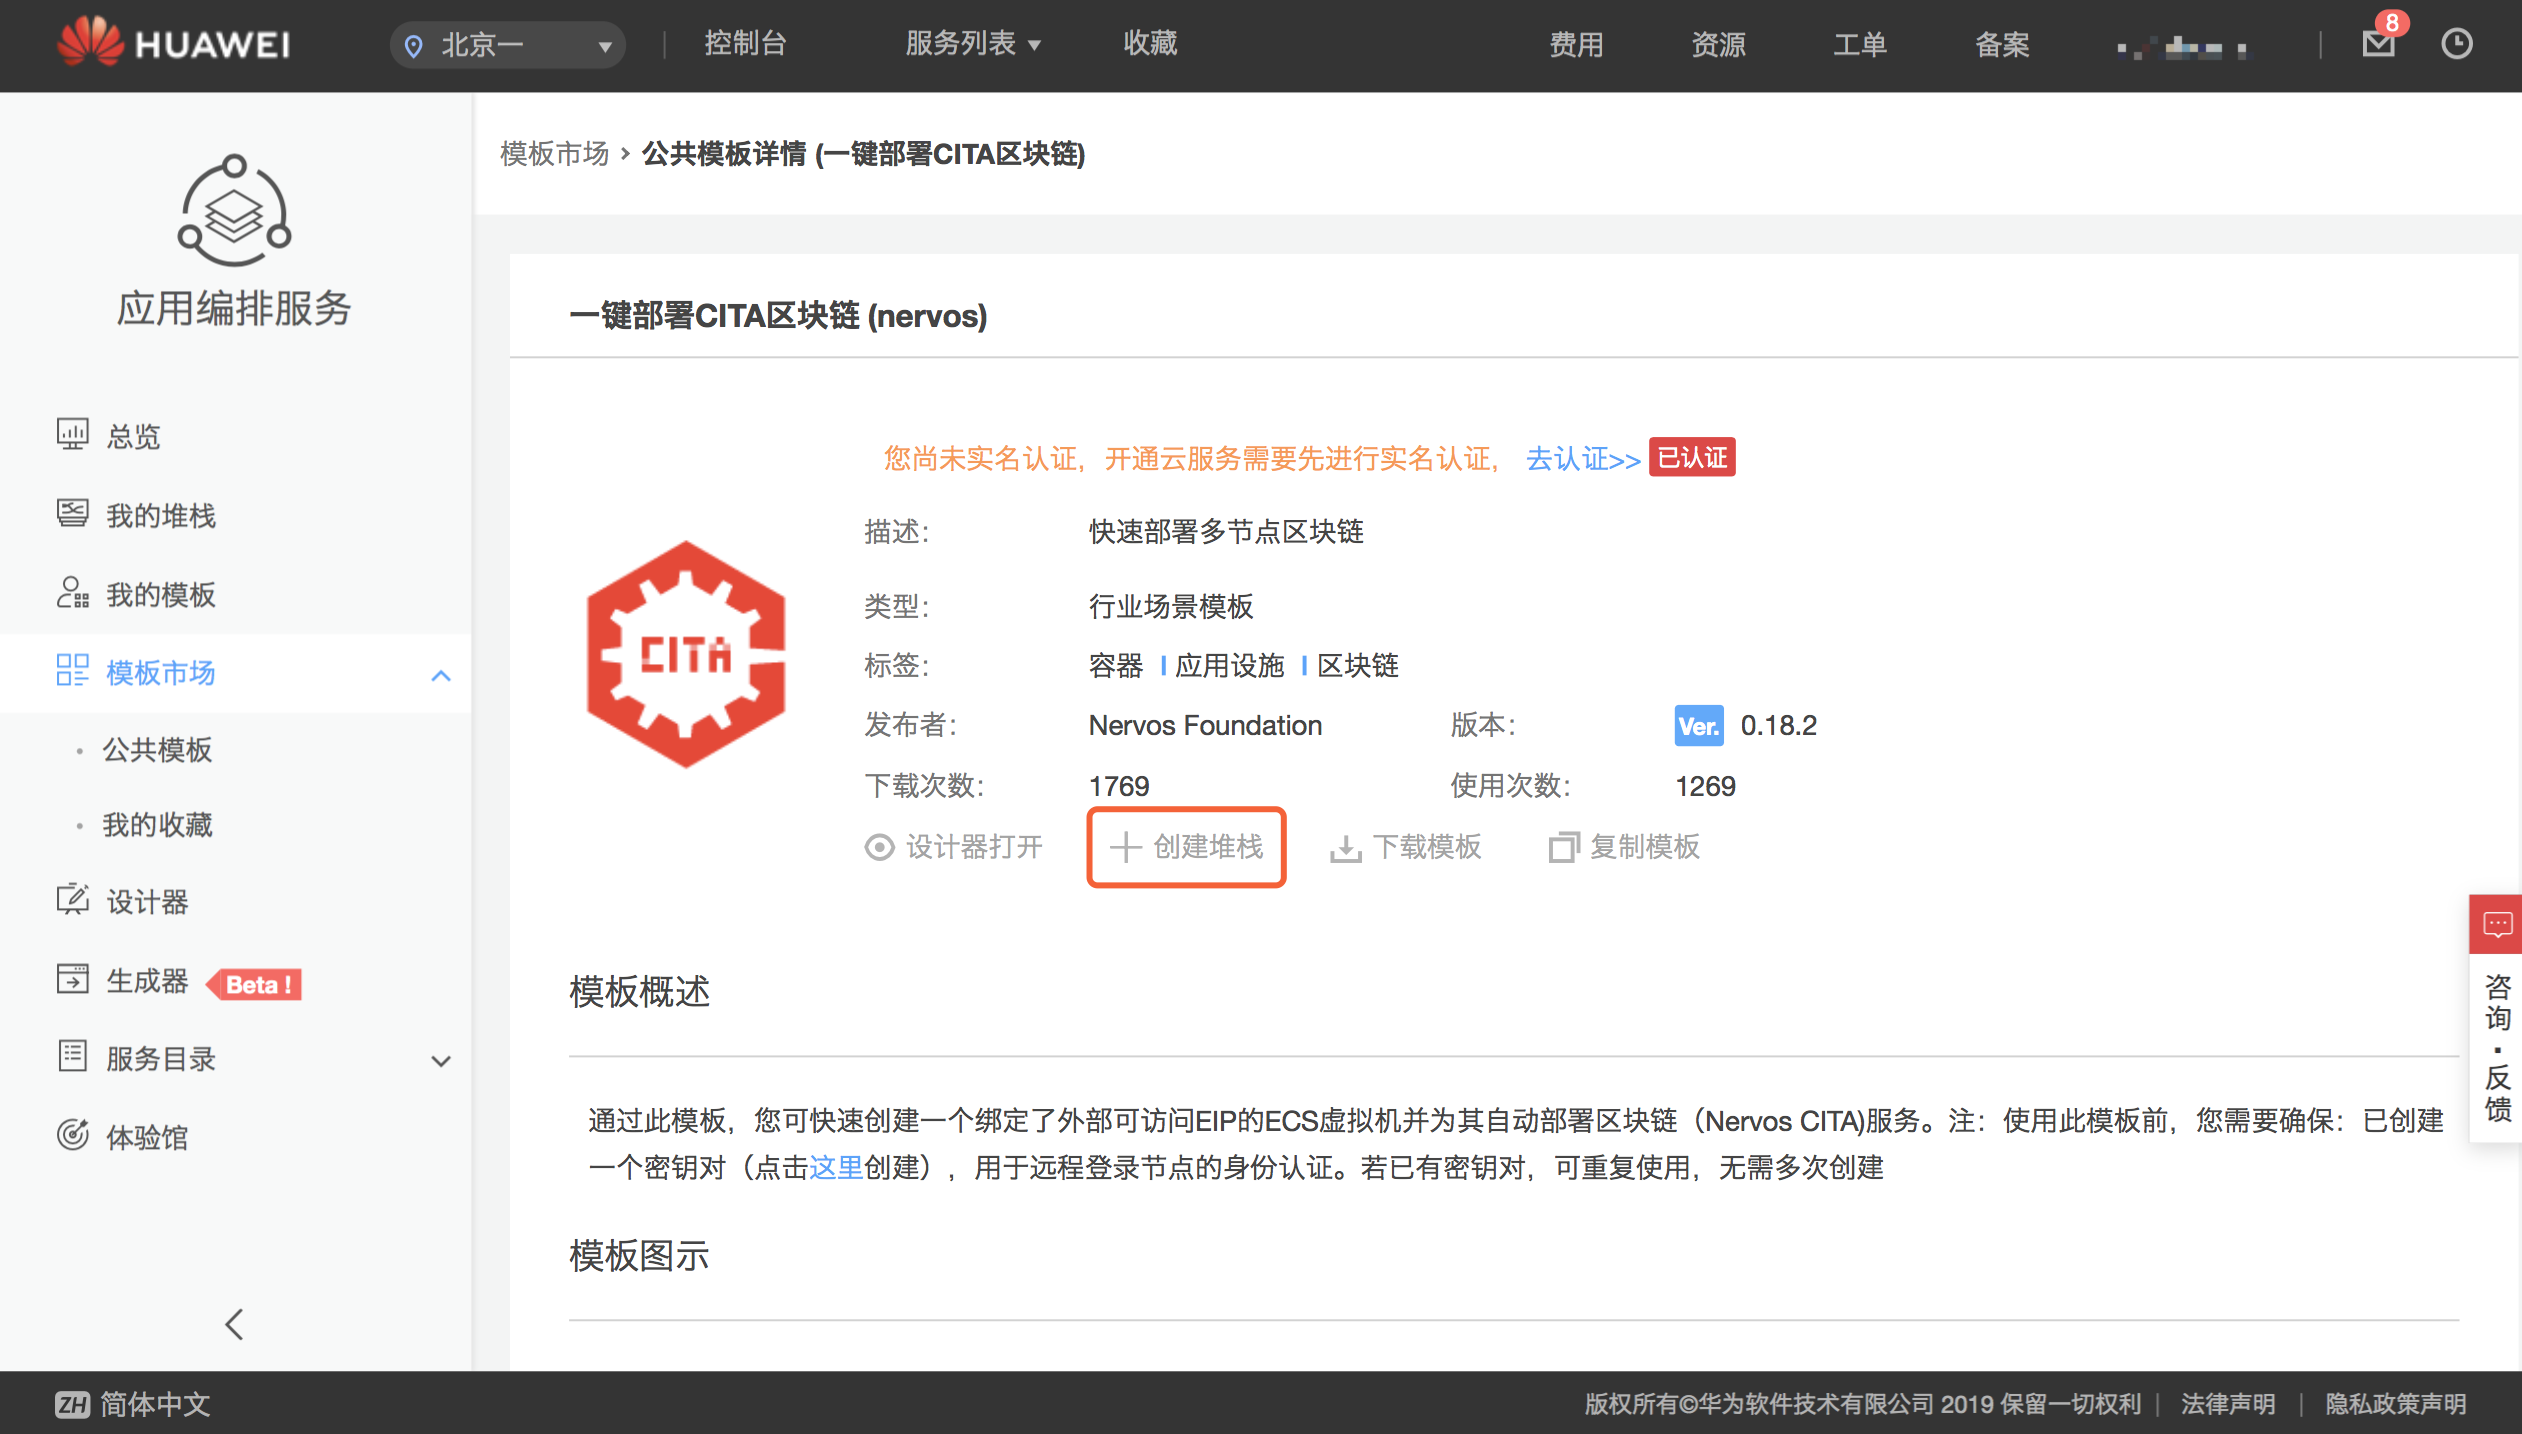 HUAWEI
北京一
控制台
服务列表
收藏
费用
资源
工单
备案
8
应用编排服务
总览
我的堆栈
我的模板
模板市场
公共模板
我的收藏
设计器
生成器 Beta !
服务目录
体验馆
模板市场 › 公共模板详情 (一键部署CITA区块链)
一键部署CITA区块链 (nervos)
您尚未实名认证，开通云服务需要先进行实名认证， 去认证>> 已认证
CITA
描述： 快速部署多节点区块链
类型： 行业场景模板
标签： 容器 | 应用设施 | 区块链
发布者： Nervos Foundation 版本： Ver. 0.18.2
下载次数： 1769 使用次数： 1269
设计器打开 创建堆栈 下载模板 复制模板
模板概述
通过此模板，您可快速创建一个绑定了外部可访问EIP的ECS虚拟机并为其自动部署区块链（Nervos CITA)服务。注：使用此模板前，您需要确保：已创建
一个密钥对（点击这里创建），用于远程登录节点的身份认证。若已有密钥对，可重复使用，无需多次创建
模板图示
咨询·反馈
ZH 简体中文
版权所有©华为软件技术有限公司 2019 保留一切权利 | 法律声明 | 隐私政策声明